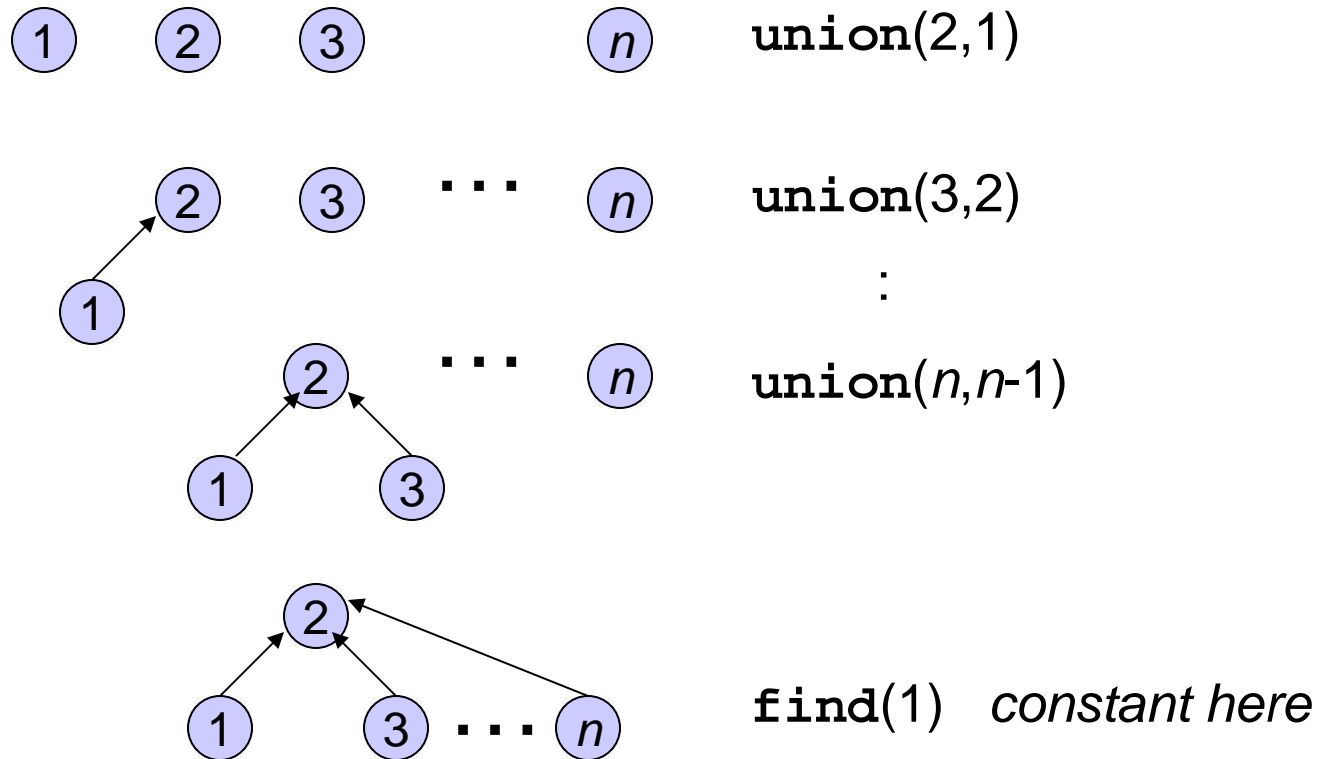 1 2 3 n union(2,1)
2 3 ... n union(3,2)
1
:
2 ... n union(n,n-1)
1 3
2
1 3 ... n find(1) constant here